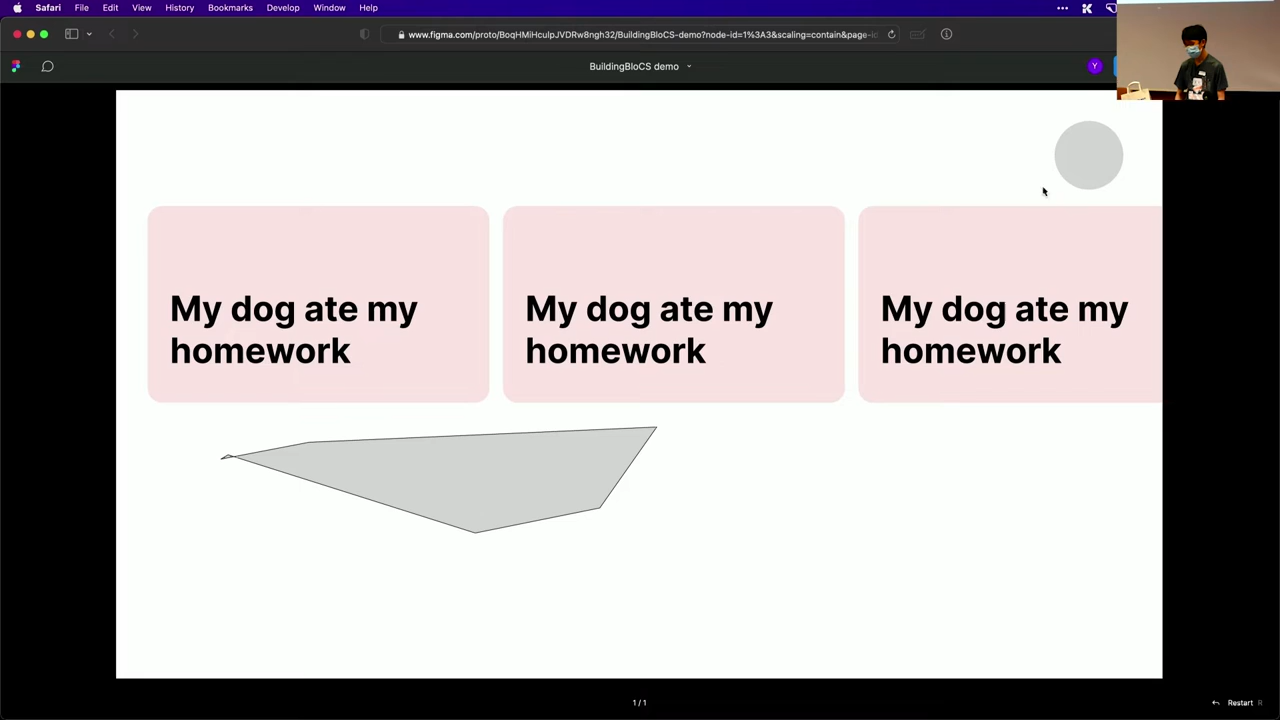 Safari File Edit View History Bookmarks Develop Window Help
www.figma.com/proto/BoqHMiHculpJVDRw8ngh32/BuildingBloCS-demo?node-id=1%3A3&scaling=contain&page-id
BuildingBloCS demo
Y
My dog ate my
homework
My dog ate my
homework
My dog ate my
homework
1 / 1
Restart R